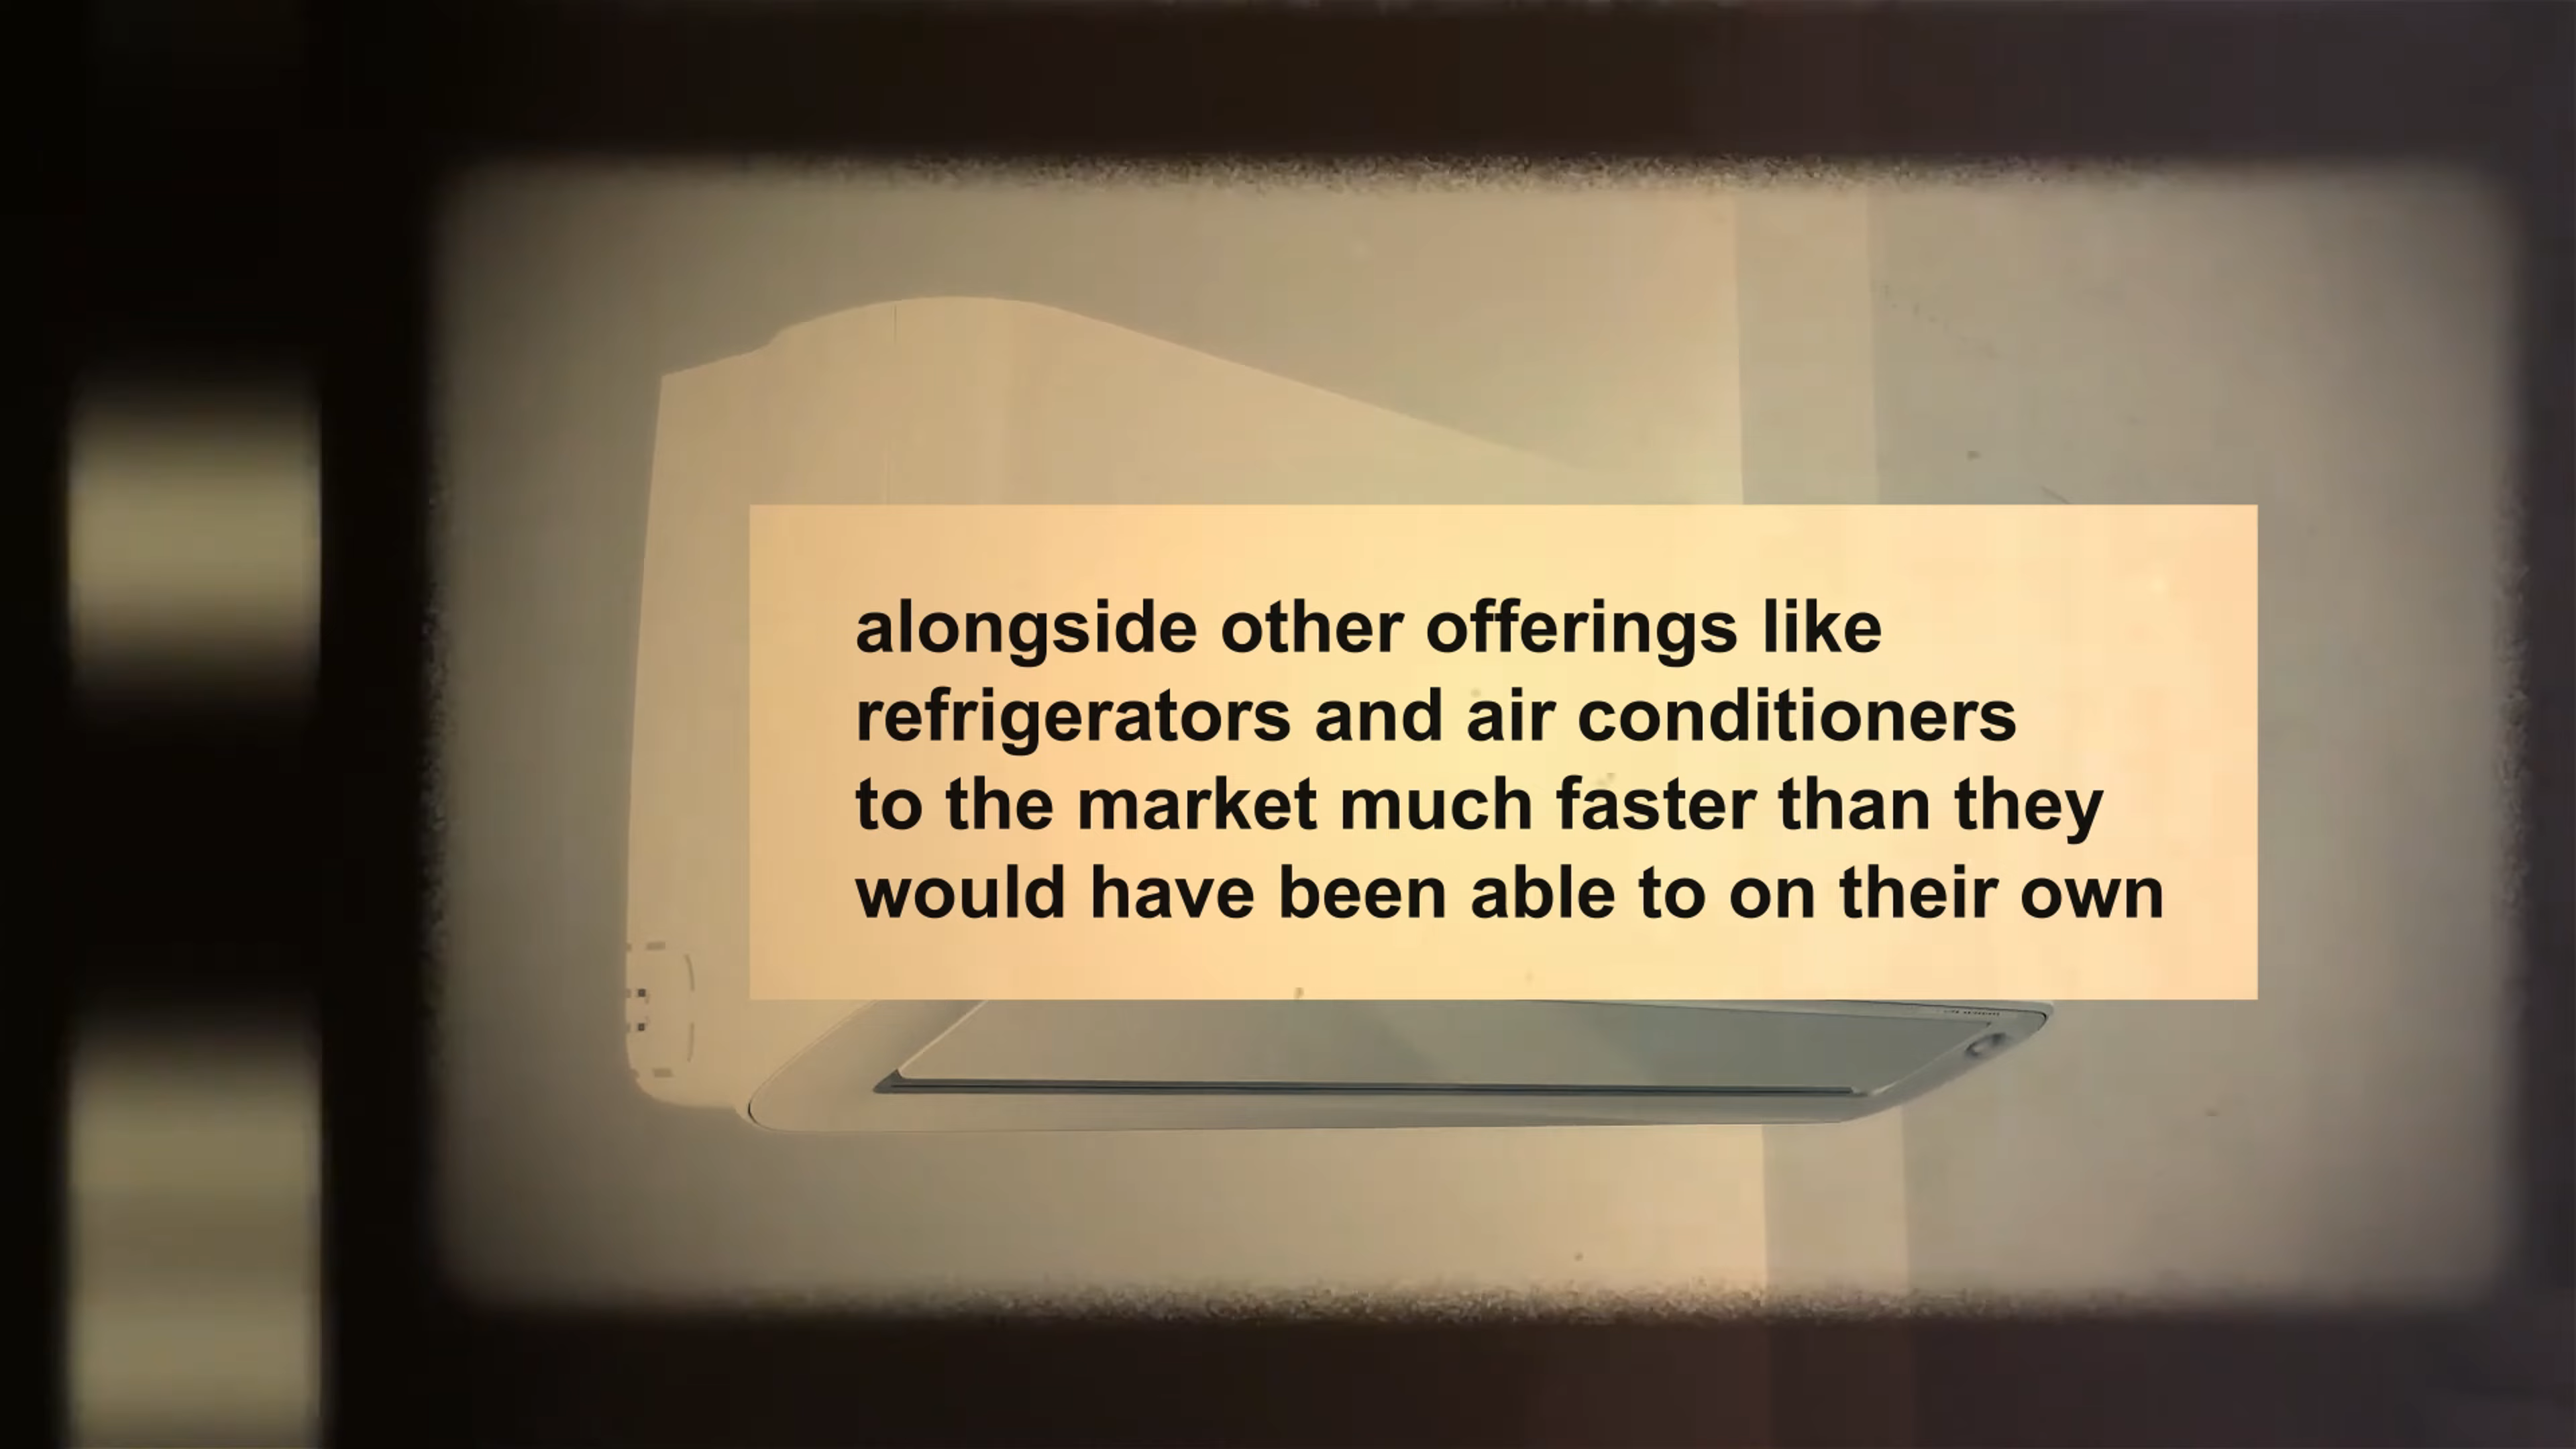 alongside other offerings like
refrigerators and air conditioners
to the market much faster than they
would have been able to on their own